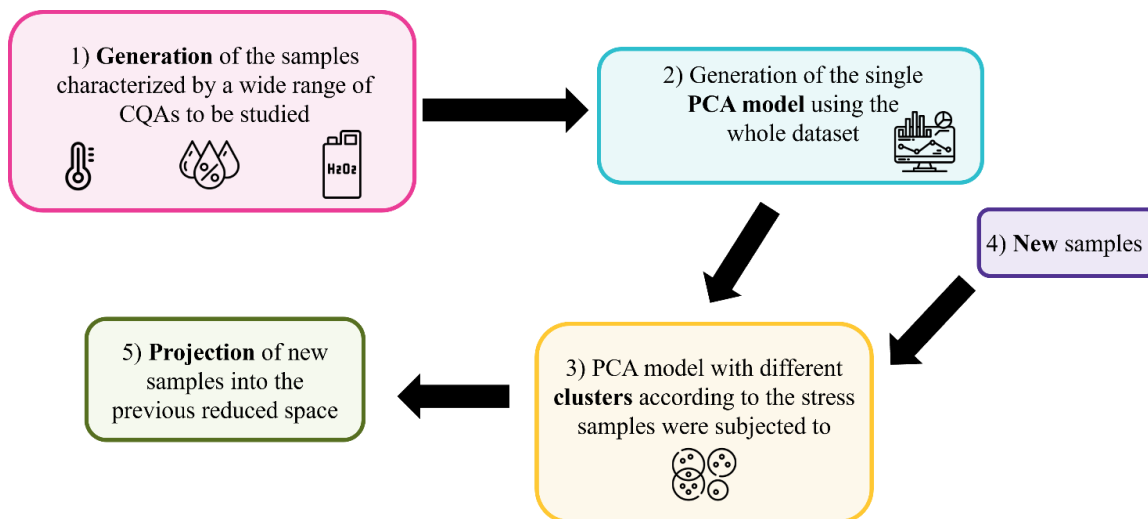 1) Generation of the samples
characterized by a wide range of
CQAs to be studied
H2O2
2) Generation of the single
PCA model using the
whole dataset
3) PCA model with different
clusters according to the stress
samples were subjected to
4) New samples
5) Projection of new
samples into the
previous reduced space